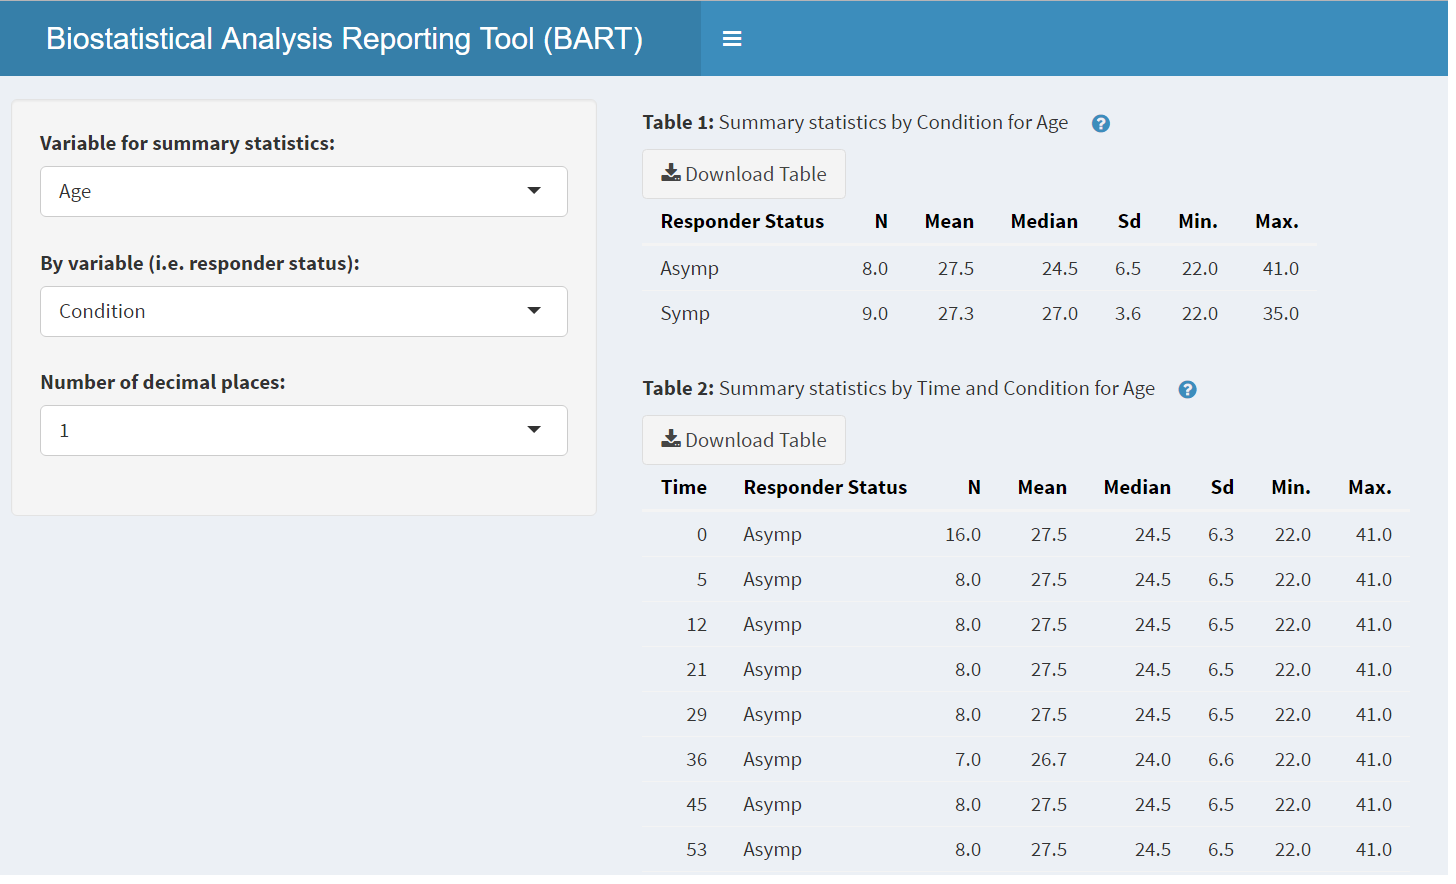 Biostatistical Analysis Reporting Tool (BART)
Variable for summary statistics:
Age
By variable (i.e. responder status):
Condition
Number of decimal places:
1
Table 1: Summary statistics by Condition for Age ?
Download Table
Responder Status N Mean Median Sd Min. Max.
Asymp 8.0 27.5 24.5 6.5 22.0 41.0
Symp 9.0 27.3 27.0 3.6 22.0 35.0
Table 2: Summary statistics by Time and Condition for Age ?
Download Table
Time Responder Status N Mean Median Sd Min. Max.
0 Asymp 16.0 27.5 24.5 6.3 22.0 41.0
5 Asymp 8.0 27.5 24.5 6.5 22.0 41.0
12 Asymp 8.0 27.5 24.5 6.5 22.0 41.0
21 Asymp 8.0 27.5 24.5 6.5 22.0 41.0
29 Asymp 8.0 27.5 24.5 6.5 22.0 41.0
36 Asymp 7.0 26.7 24.0 6.6 22.0 41.0
45 Asymp 8.0 27.5 24.5 6.5 22.0 41.0
53 Asymp 8.0 27.5 24.5 6.5 22.0 41.0